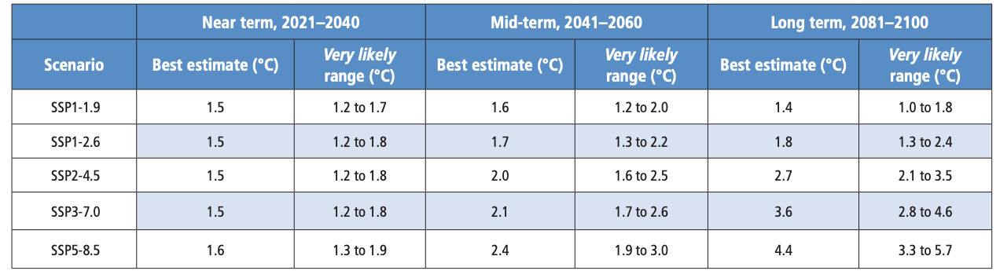 Near term, 2021–2040 Mid-term, 2041–2060 Long term, 2081–2100
Scenario Best estimate (°C) Very likely range (°C) Best estimate (°C) Very likely range (°C) Best estimate (°C) Very likely range (°C)
SSP1-1.9 1.5 1.2 to 1.7 1.6 1.2 to 2.0 1.4 1.0 to 1.8
SSP1-2.6 1.5 1.2 to 1.8 1.7 1.3 to 2.2 1.8 1.3 to 2.4
SSP2-4.5 1.5 1.2 to 1.8 2.0 1.6 to 2.5 2.7 2.1 to 3.5
SSP3-7.0 1.5 1.2 to 1.8 2.1 1.7 to 2.6 3.6 2.8 to 4.6
SSP5-8.5 1.6 1.3 to 1.9 2.4 1.9 to 3.0 4.4 3.3 to 5.7